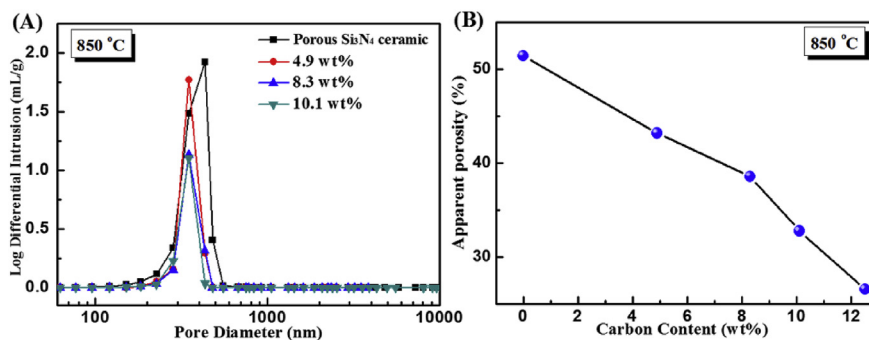 (A)
850 °C
Porous Si₃N₄ ceramic
4.9 wt%
8.3 wt%
10.1 wt%
2.0
1.5
1.0
0.5
0.0
Log Differential Intrusion (mL/g)
100
1000
10000
Pore Diameter (nm)
(B)
850 °C
50
40
30
Apparent porosity (%)
0
2
4
6
8
10
12
Carbon Content (wt%)